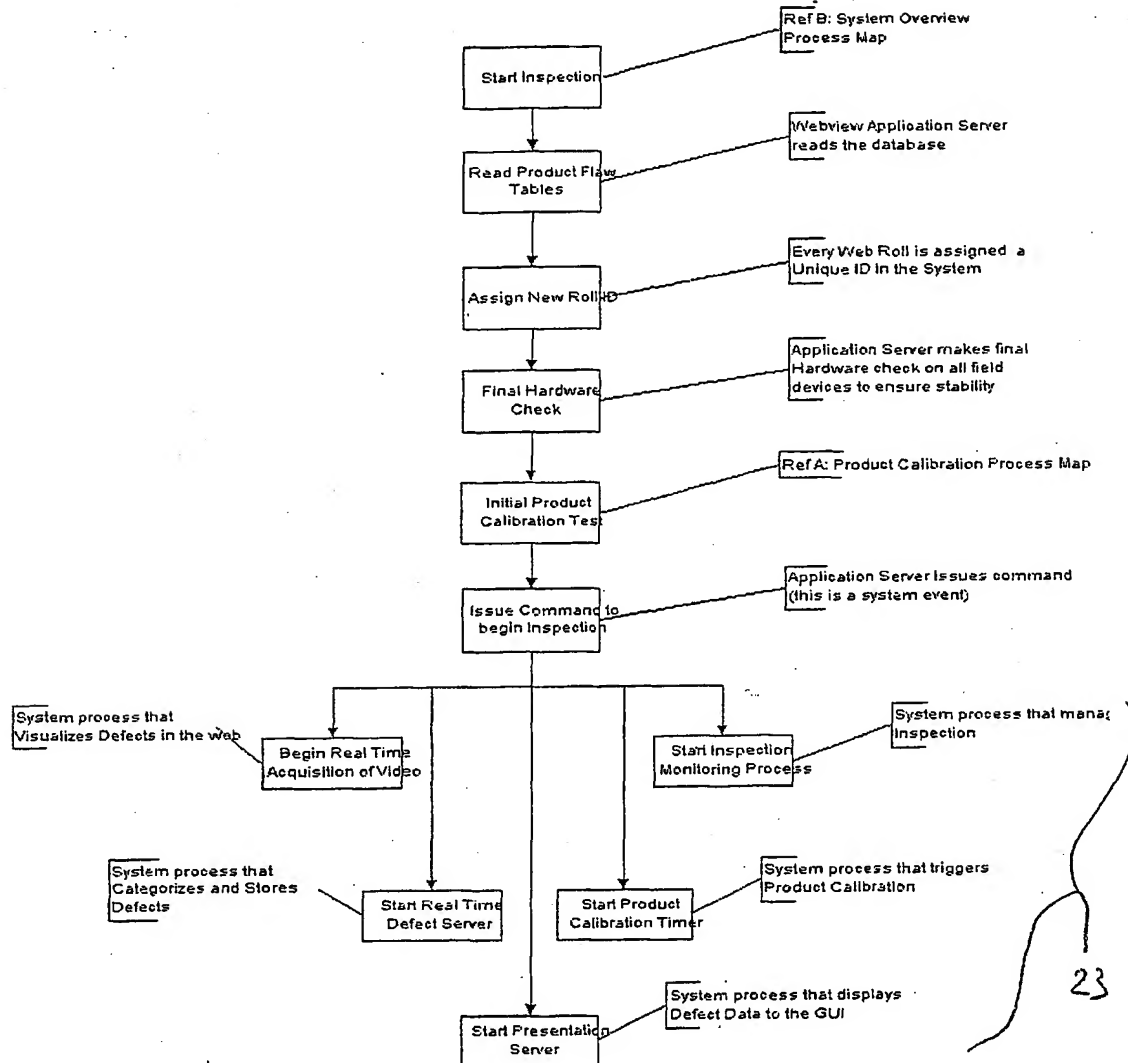 Ref B: System Overview
Process Map
Start Inspection
Webview Application Server
reads the database
Read Product Flaw
Tables
Every Web Roll is assigned a
Unique ID in the System
Assign New Roll ID
Application Server makes final
Hardware check on all field
devices to ensure stability
Final Hardware
Check
Ref A: Product Calibration Process Map
Initial Product
Calibration Test
Application Server Issues command
(this is a system event)
Issue Command to
begin Inspection
System process that
Visualizes Defects in the web
Begin Real Time
Acquisition of Video
Start Inspection
Monitoring Process
System process that manag
Inspection
System process that
Categorizes and Stores
Defects
Start Real Time
Defect Server
Start Product
Calibration Timer
System process that triggers
Product Calibration
23
System process that displays
Defect Data to the GUI
Start Presentation
Server